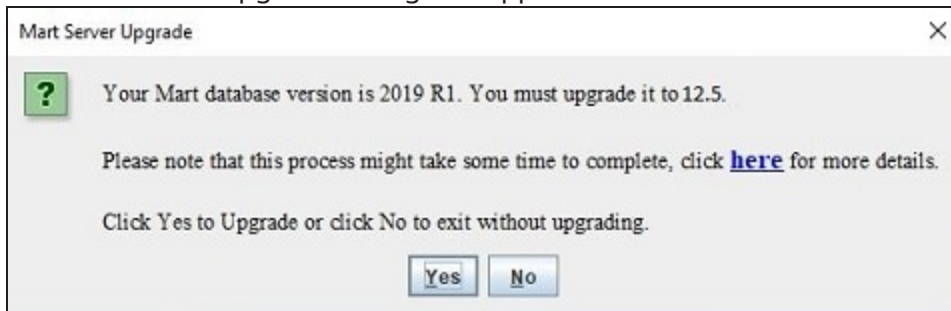 Mart Server Upgrade
?
Your Mart database version is 2019 R1. You must upgrade it to 12.5.
Please note that this process might take some time to complete, click here for more details.
Click Yes to Upgrade or click No to exit without upgrading.
Yes No